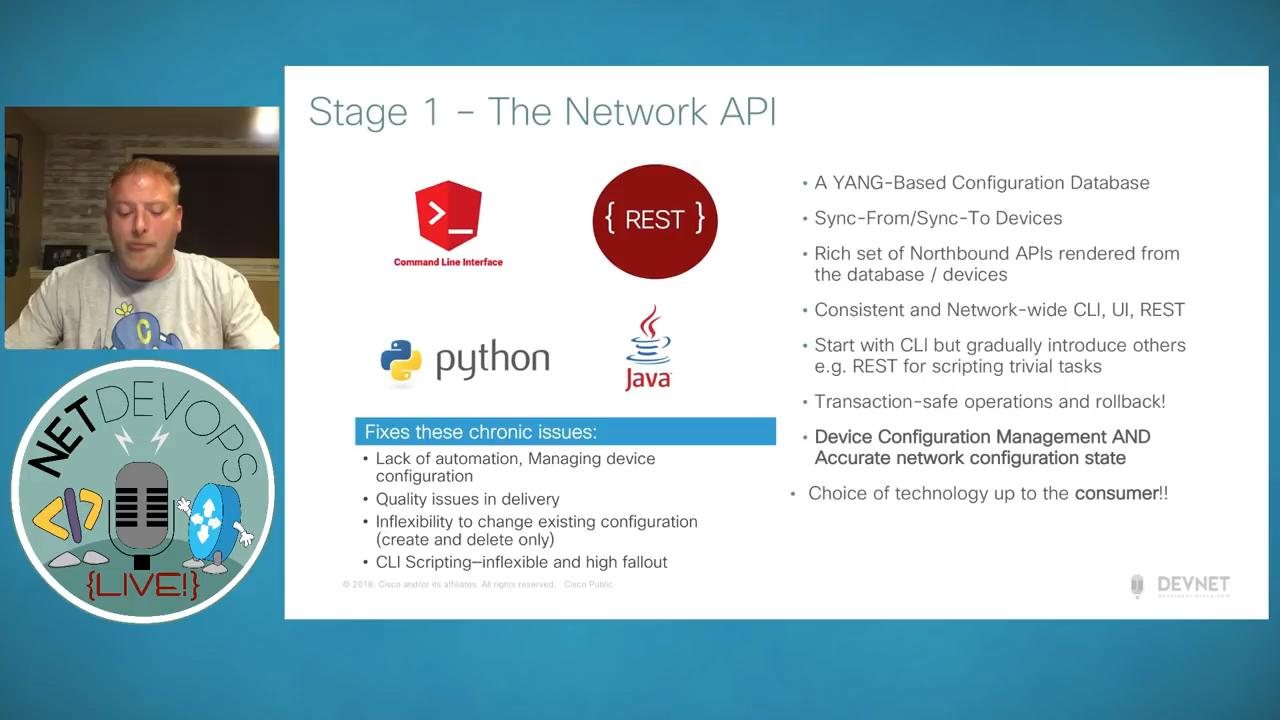 Stage 1 – The Network API
Command Line Interface
{ REST }
python
Java
Fixes these chronic issues:
• Lack of automation, Managing device
configuration
• Quality issues in delivery
• Inflexibility to change existing configuration
(create and delete only)
• CLI Scripting–inflexible and high fallout
• A YANG-Based Configuration Database
• Sync-From/Sync-To Devices
• Rich set of Northbound APIs rendered from
the database / devices
• Consistent and Network-wide CLI, UI, REST
• Start with CLI but gradually introduce others
e.g. REST for scripting trivial tasks
• Transaction-safe operations and rollback!
• Device Configuration Management AND
Accurate network configuration state
• Choice of technology up to the consumer!!
© 2018 Cisco and/or its affiliates. All rights reserved. Cisco Public
DEVNET
developer.cisco.com
C
NETDEVOPS
</>
{LIVE!}